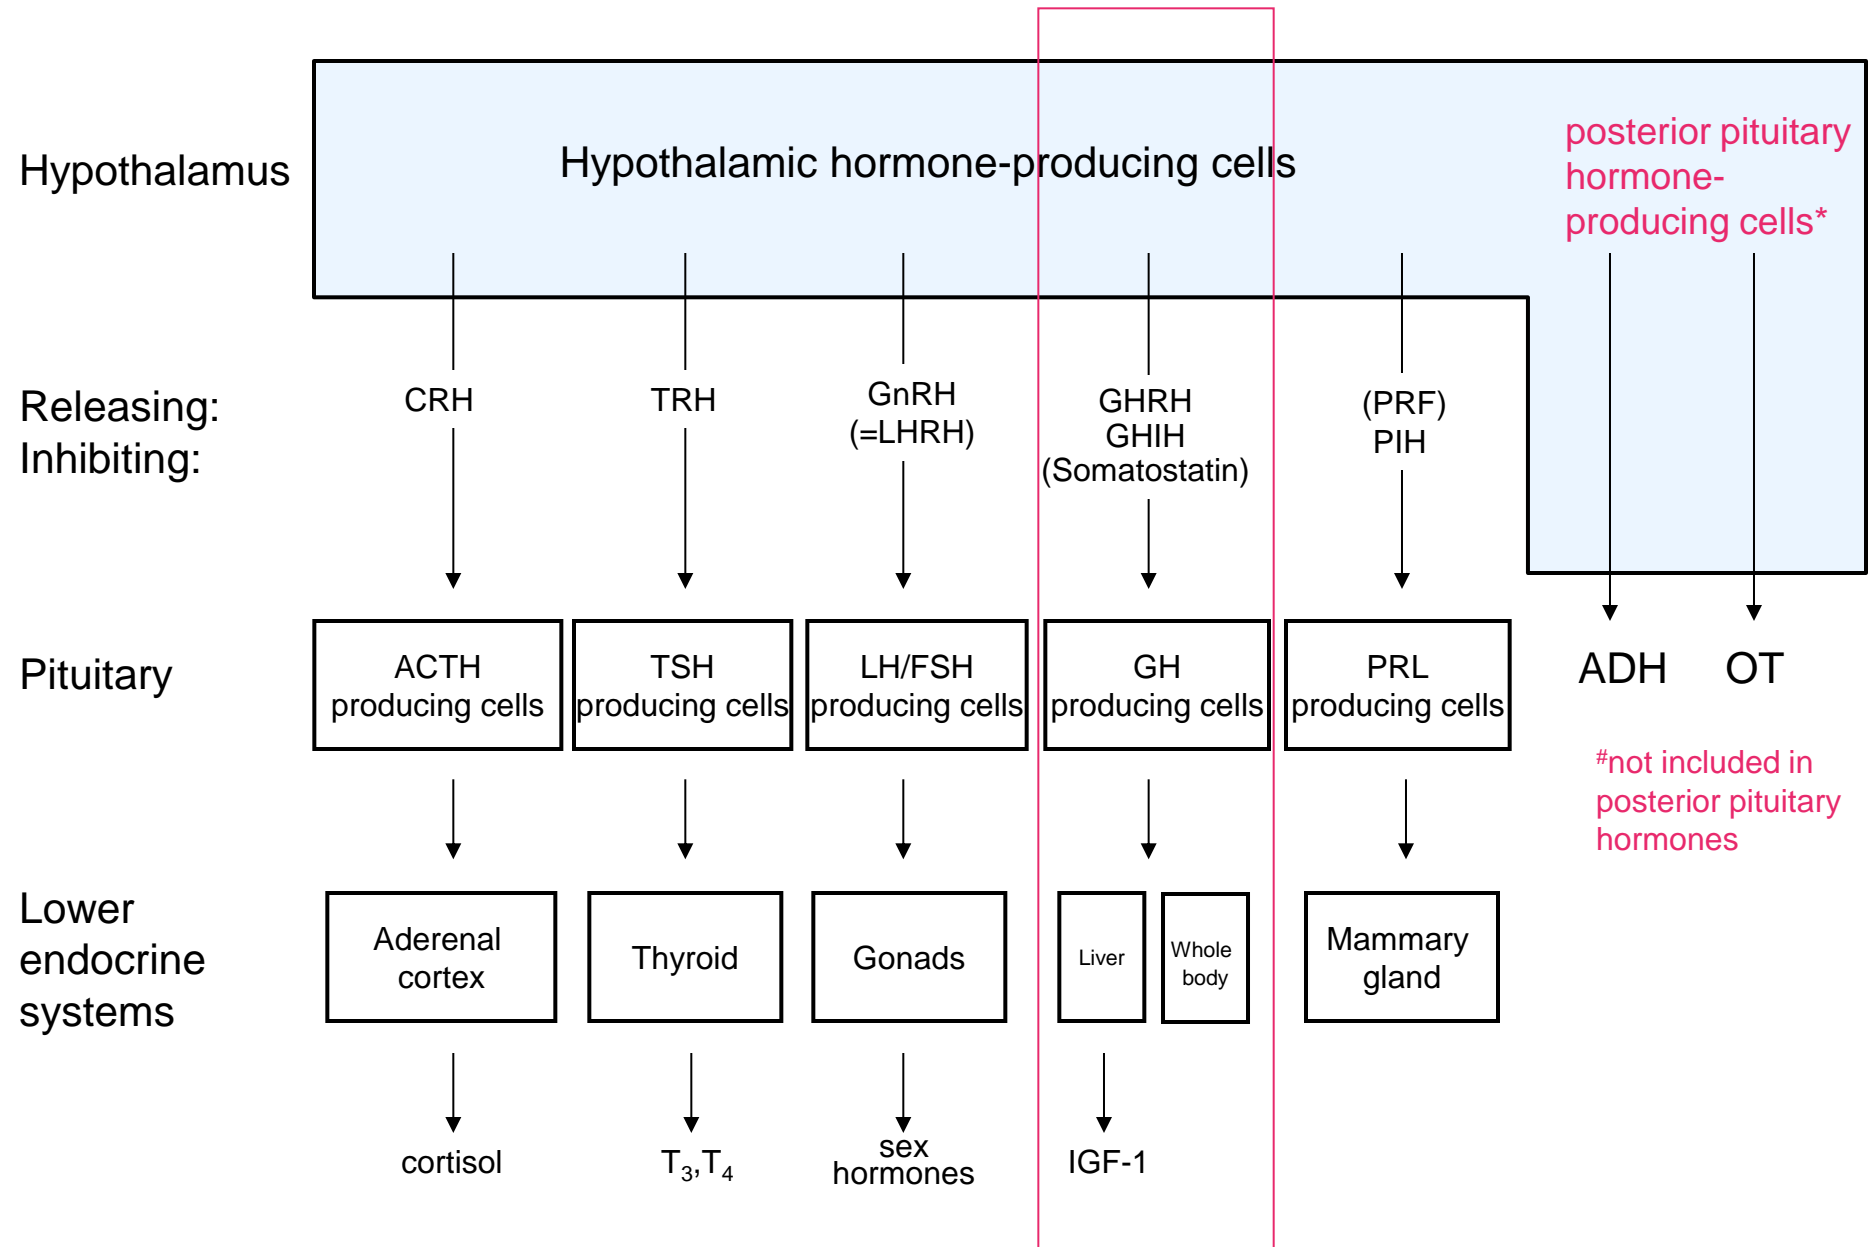 Hypothalamus
Hypothalamic hormone-producing cells
posterior pituitary
hormone-
producing cells*
Releasing:
Inhibiting:
CRH
TRH
GnRH
(=LHRH)
GHRH
GHIH
(Somatostatin)
(PRF)
PIH
Pituitary
ACTH
producing cells
TSH
producing cells
LH/FSH
producing cells
GH
producing cells
PRL
producing cells
ADH
OT
#not included in
posterior pituitary
hormones
Lower
endocrine
systems
Aderenal
cortex
Thyroid
Gonads
Liver
Whole
body
Mammary
gland
cortisol
T3,T4
sex
hormones
IGF-1